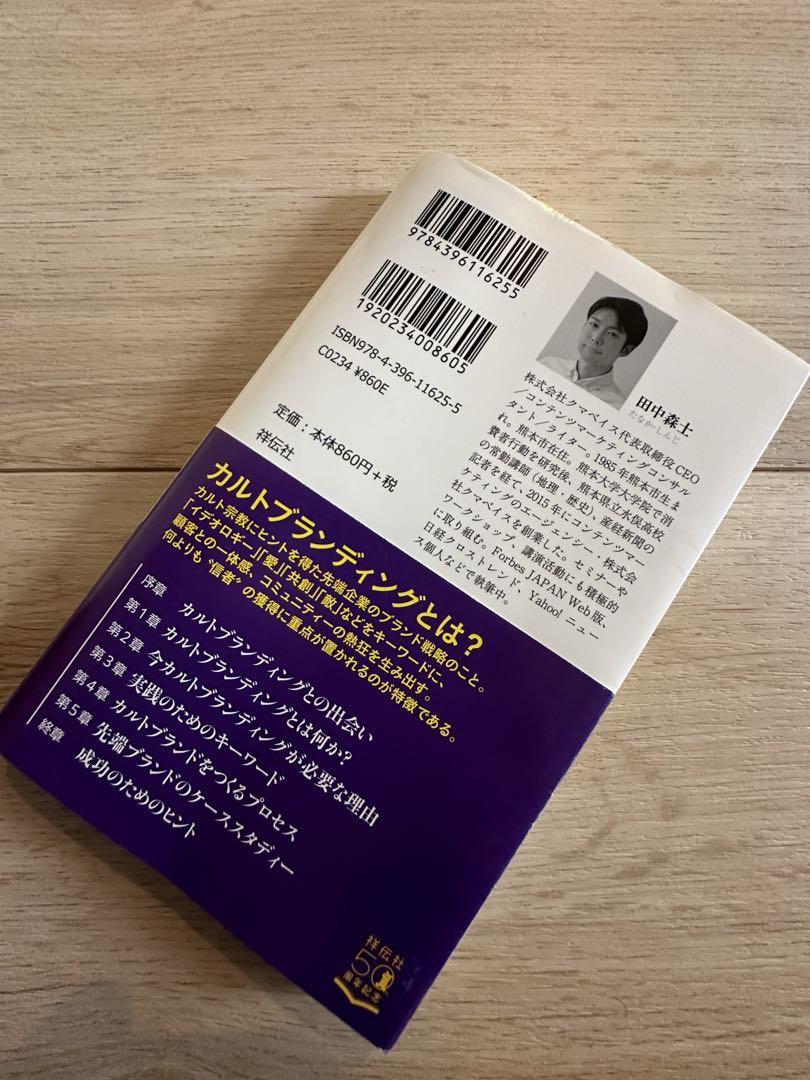 9784396116255
1920234008605
ISBN978-4-396-11625-5
C0234 ¥860E
定価：本体860円+税
祥伝社
田中森士
たなか・しんじ
株式会社クマベイス代表取締役CEO
／コンテンツマーケティングコンサル
タント／ライター。1985年熊本市生ま
れ。熊本市在住。熊本大学大学院で消
費者行動を研究後、熊本県立水俣高校
の常勤講師（地理・歴史）、産経新聞の
記者を経て、2015年にコンテンツマー
ケティングのエージェンシー、株式会
社クマベイスを創業した。セミナーや
ワークショップ、講演活動にも積極的
に取り組む。Forbes JAPAN Web版、
日経クロストレンド、Yahoo!ニュー
ス個人などで執筆中。
カルトブランディングとは？
カルト宗教にヒントを得た先端企業のブランド戦略のこと。
「イデオロギー」「愛」「共創」「敵」などをキーワードに、
顧客との一体感、コミュニティーの熱狂を生み出す。
何よりも〝信者〟の獲得に重点が置かれるのが特徴である。
序章 カルトブランディングとの出会い
第1章 カルトブランディングとは何か？
第2章 今カルトブランディングが必要な理由
第3章 実践のためのキーワード
第4章 カルトブランドをつくるプロセス
第5章 先端ブランドのケーススタディー
終章 成功のためのヒント
祥伝社
50
周年記念